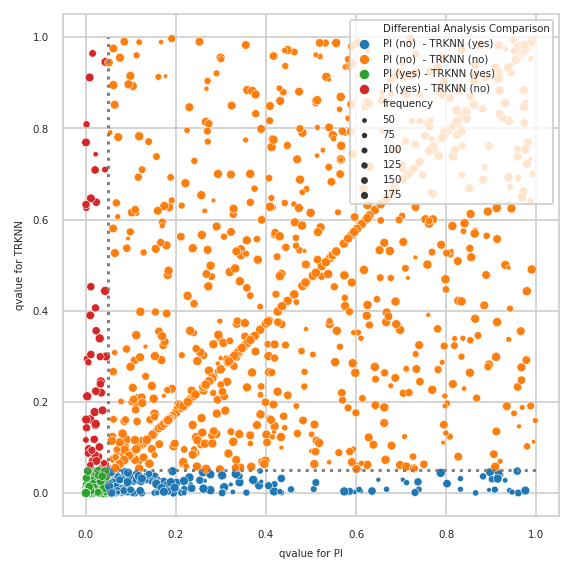 Differential Analysis Comparison
PI (no) - TRKNN (yes)
PI (no) - TRKNN (no)
PI (yes) - TRKNN (yes)
PI (yes) - TRKNN (no)
frequency
50
75
100
125
150
175
1.0
0.8
0.6
0.4
0.2
0.0
qvalue for TRKNN
0.0 0.2 0.4 0.6 0.8 1.0
qvalue for PI